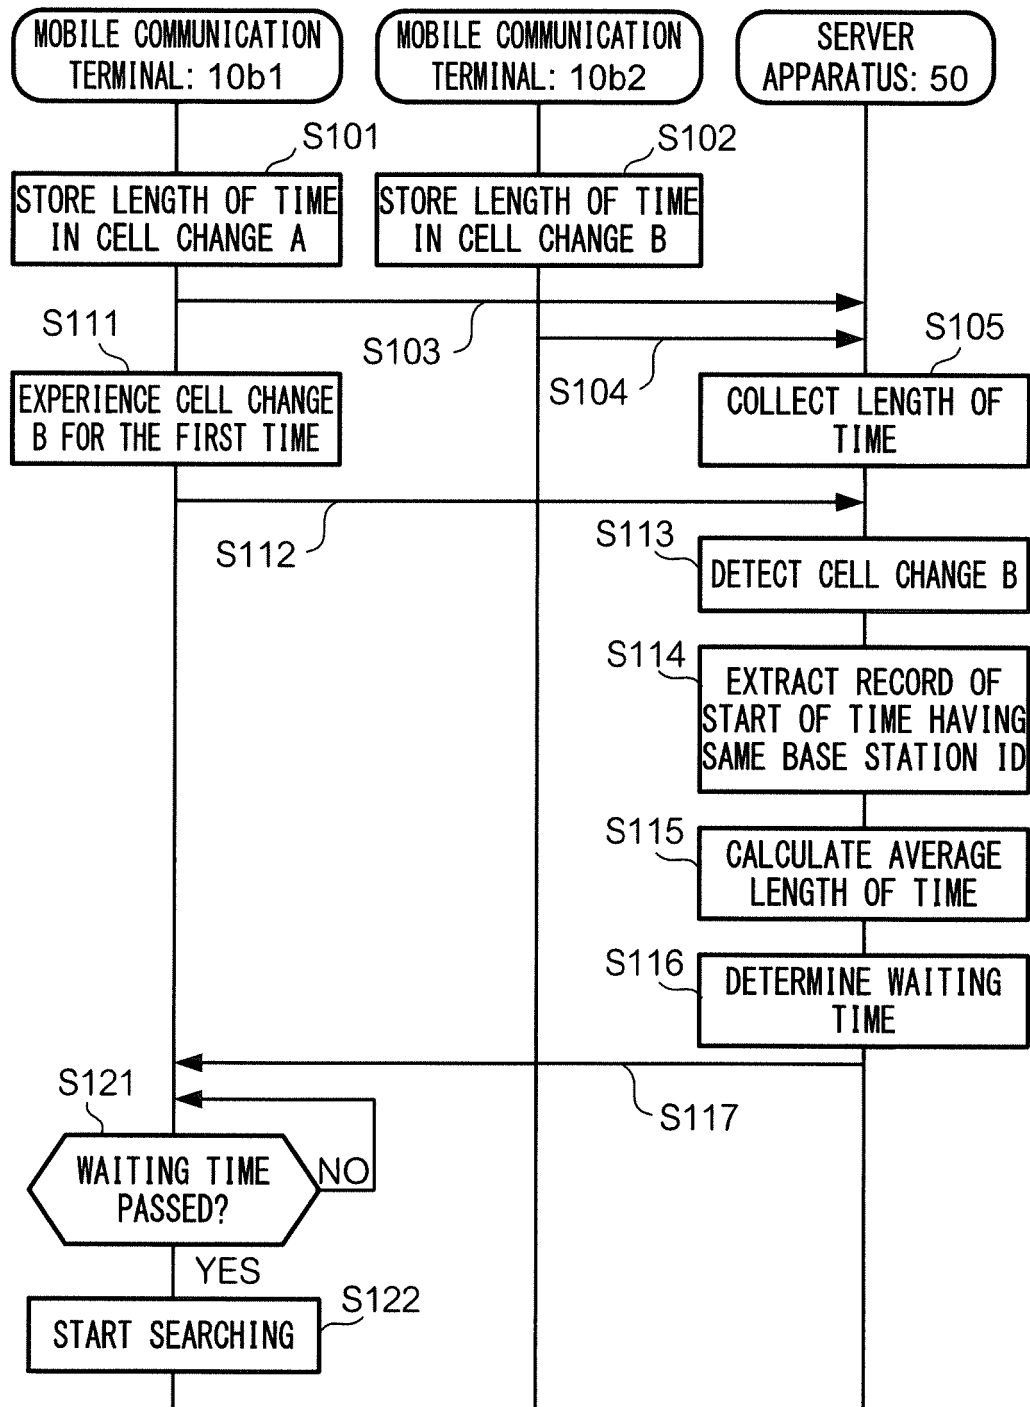 MOBILE COMMUNICATION
TERMINAL: 10b1
MOBILE COMMUNICATION
TERMINAL: 10b2
SERVER
APPARATUS: 50
S101
STORE LENGTH OF TIME
IN CELL CHANGE A
S102
STORE LENGTH OF TIME
IN CELL CHANGE B
S103
S104
S105
COLLECT LENGTH OF
TIME
S111
EXPERIENCE CELL CHANGE
B FOR THE FIRST TIME
S112
S113
DETECT CELL CHANGE B
S114
EXTRACT RECORD OF
START OF TIME HAVING
SAME BASE STATION ID
S115
CALCULATE AVERAGE
LENGTH OF TIME
S116
DETERMINE WAITING
TIME
S117
S121
WAITING TIME
PASSED?
NO
YES
S122
START SEARCHING